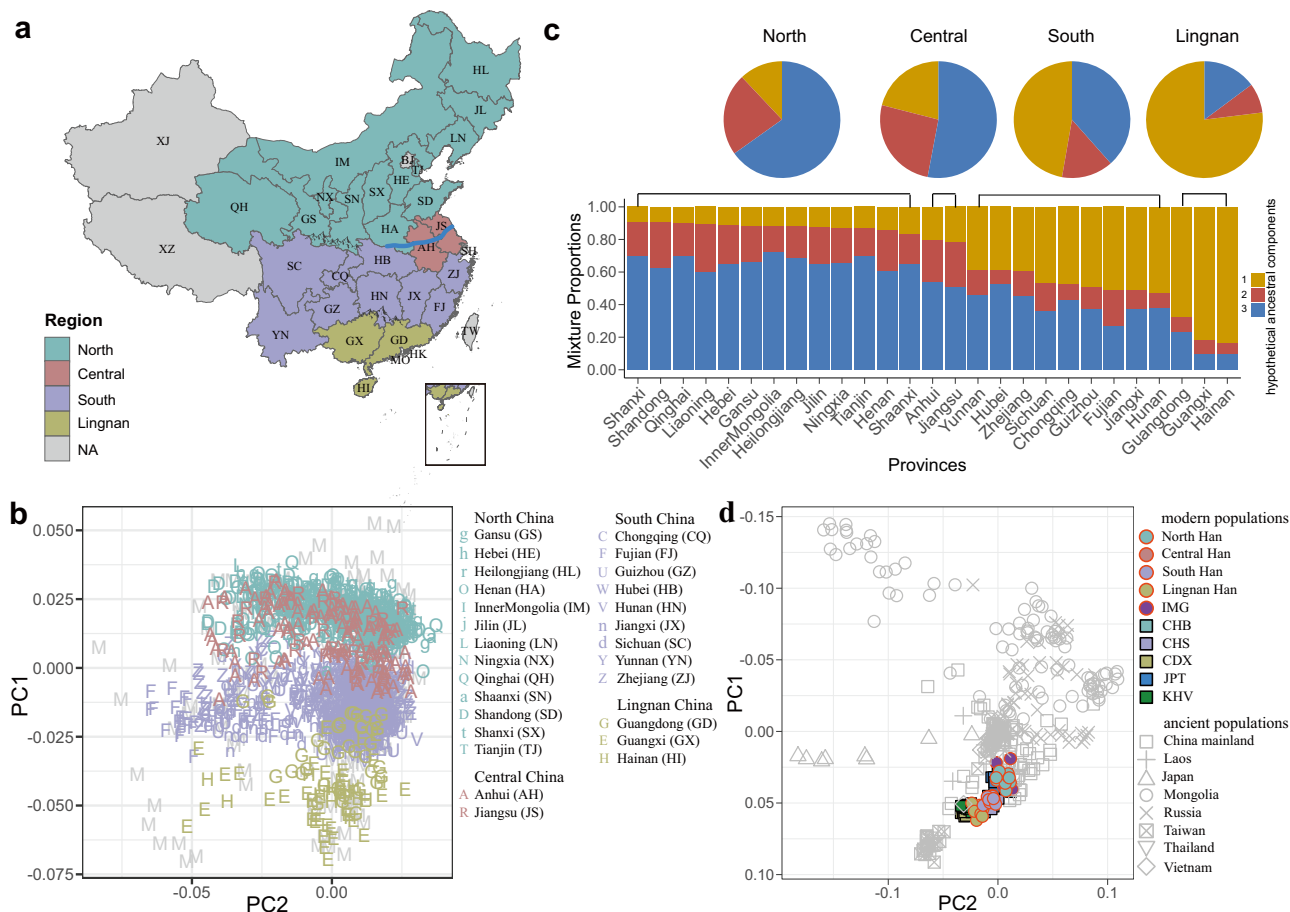 a
HL
JL
LN
XJ
IM
BJ
TJ
HE
NX
SN
SX
SD
QH
GS
HA
JS
AH
XZ
SH
SC
HB
CQ
ZJ
HN
JX
GZ
FJ
YN
GX
GD
TW
HK
MO
HI
Region
North
Central
South
Lingnan
NA
c
North
Central
South
Lingnan
1.00
0.80
0.60
0.40
0.20
0.00
Mixture Proportions
Shanxi
Shandong
Qinghai
Liaoning
Hebei
Gansu
InnerMongolia
Heilongjiang
Jilin
Ningxia
Tianjin
Henan
Shaanxi
Anhui
Jiangsu
Yunnan
Hubei
Zhejiang
Sichuan
Chongqing
Guizhou
Fujian
Jiangxi
Hunan
Guangdong
Guangxi
Hainan
Provinces
1
2
3
hypothetical ancestral components
b
0.050
0.025
0.000
-0.025
-0.050
-0.075
PC1
-0.05
0.00
PC2
North China
g Gansu (GS)
h Hebei (HE)
r Heilongjiang (HL)
O Henan (HA)
I InnerMongolia (IM)
j Jilin (JL)
L Liaoning (LN)
N Ningxia (NX)
Q Qinghai (QH)
a Shaanxi (SN)
D Shandong (SD)
t Shanxi (SX)
T Tianjin (TJ)
Central China
A Anhui (AH)
R Jiangsu (JS)
South China
C Chongqing (CQ)
F Fujian (FJ)
U Guizhou (GZ)
W Hubei (HB)
V Hunan (HN)
n Jiangxi (JX)
d Sichuan (SC)
Y Yunnan (YN)
Z Zhejiang (ZJ)
Lingnan China
G Guangdong (GD)
E Guangxi (GX)
H Hainan (HI)
d
-0.15
-0.10
-0.05
0.00
0.05
0.10
PC1
-0.1
0.0
0.1
PC2
modern populations
North Han
Central Han
South Han
Lingnan Han
IMG
CHB
CHS
CDX
JPT
KHV
ancient populations
China mainland
Laos
Japan
Mongolia
Russia
Taiwan
Thailand
Vietnam